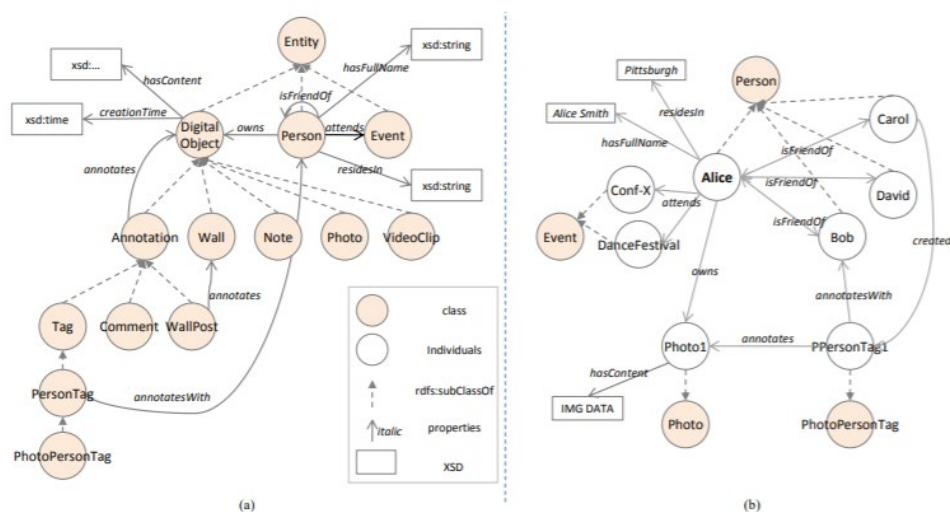 Entity
xsd:string
xsd:...
hasContent
hasFullName
isFriendOf
xsd:time
creationTime
Digital
Object
owns
Person
attends
Event
annotates
residesIn
xsd:string
Annotation
Wall
Note
Photo
VideoClip
annotates
Tag
Comment
WallPost
PersonTag
annotatesWith
PhotoPersonTag
class
Individuals
rdfs:subClassOf
italic
properties
XSD
(a)
Pittsburgh
Person
residesIn
Alice Smith
Carol
hasFullName
isFriendOf
Alice
Conf-X
isFriendOf
David
attends
Event
DanceFestival
isFriendOf
Bob
created
owns
annotatesWith
Photo1
annotates
PPersonTag1
hasContent
IMG DATA
Photo
PhotoPersonTag
(b)